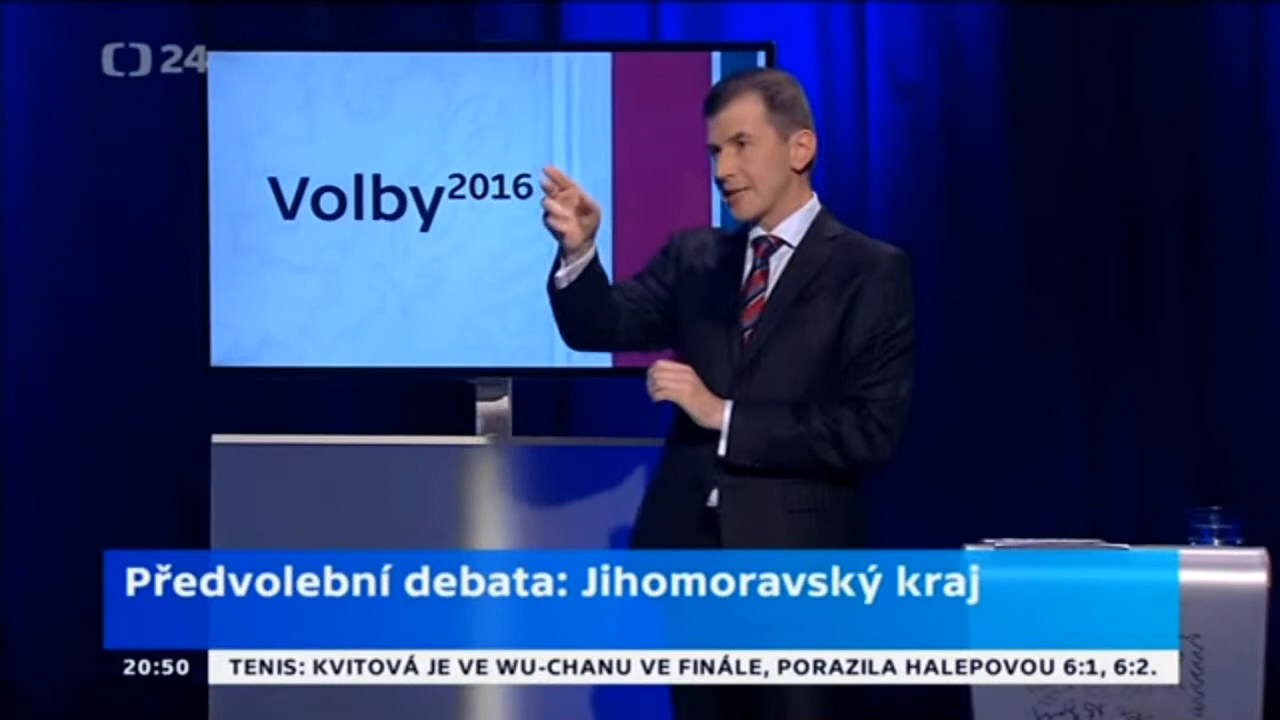 24
Volby2016
Předvolební debata: Jihomoravský kraj
20:50
TENIS: KVITOVÁ JE VE WU-CHANU VE FINÁLE, PORAZILA HALEPOVOU 6:1, 6:2.